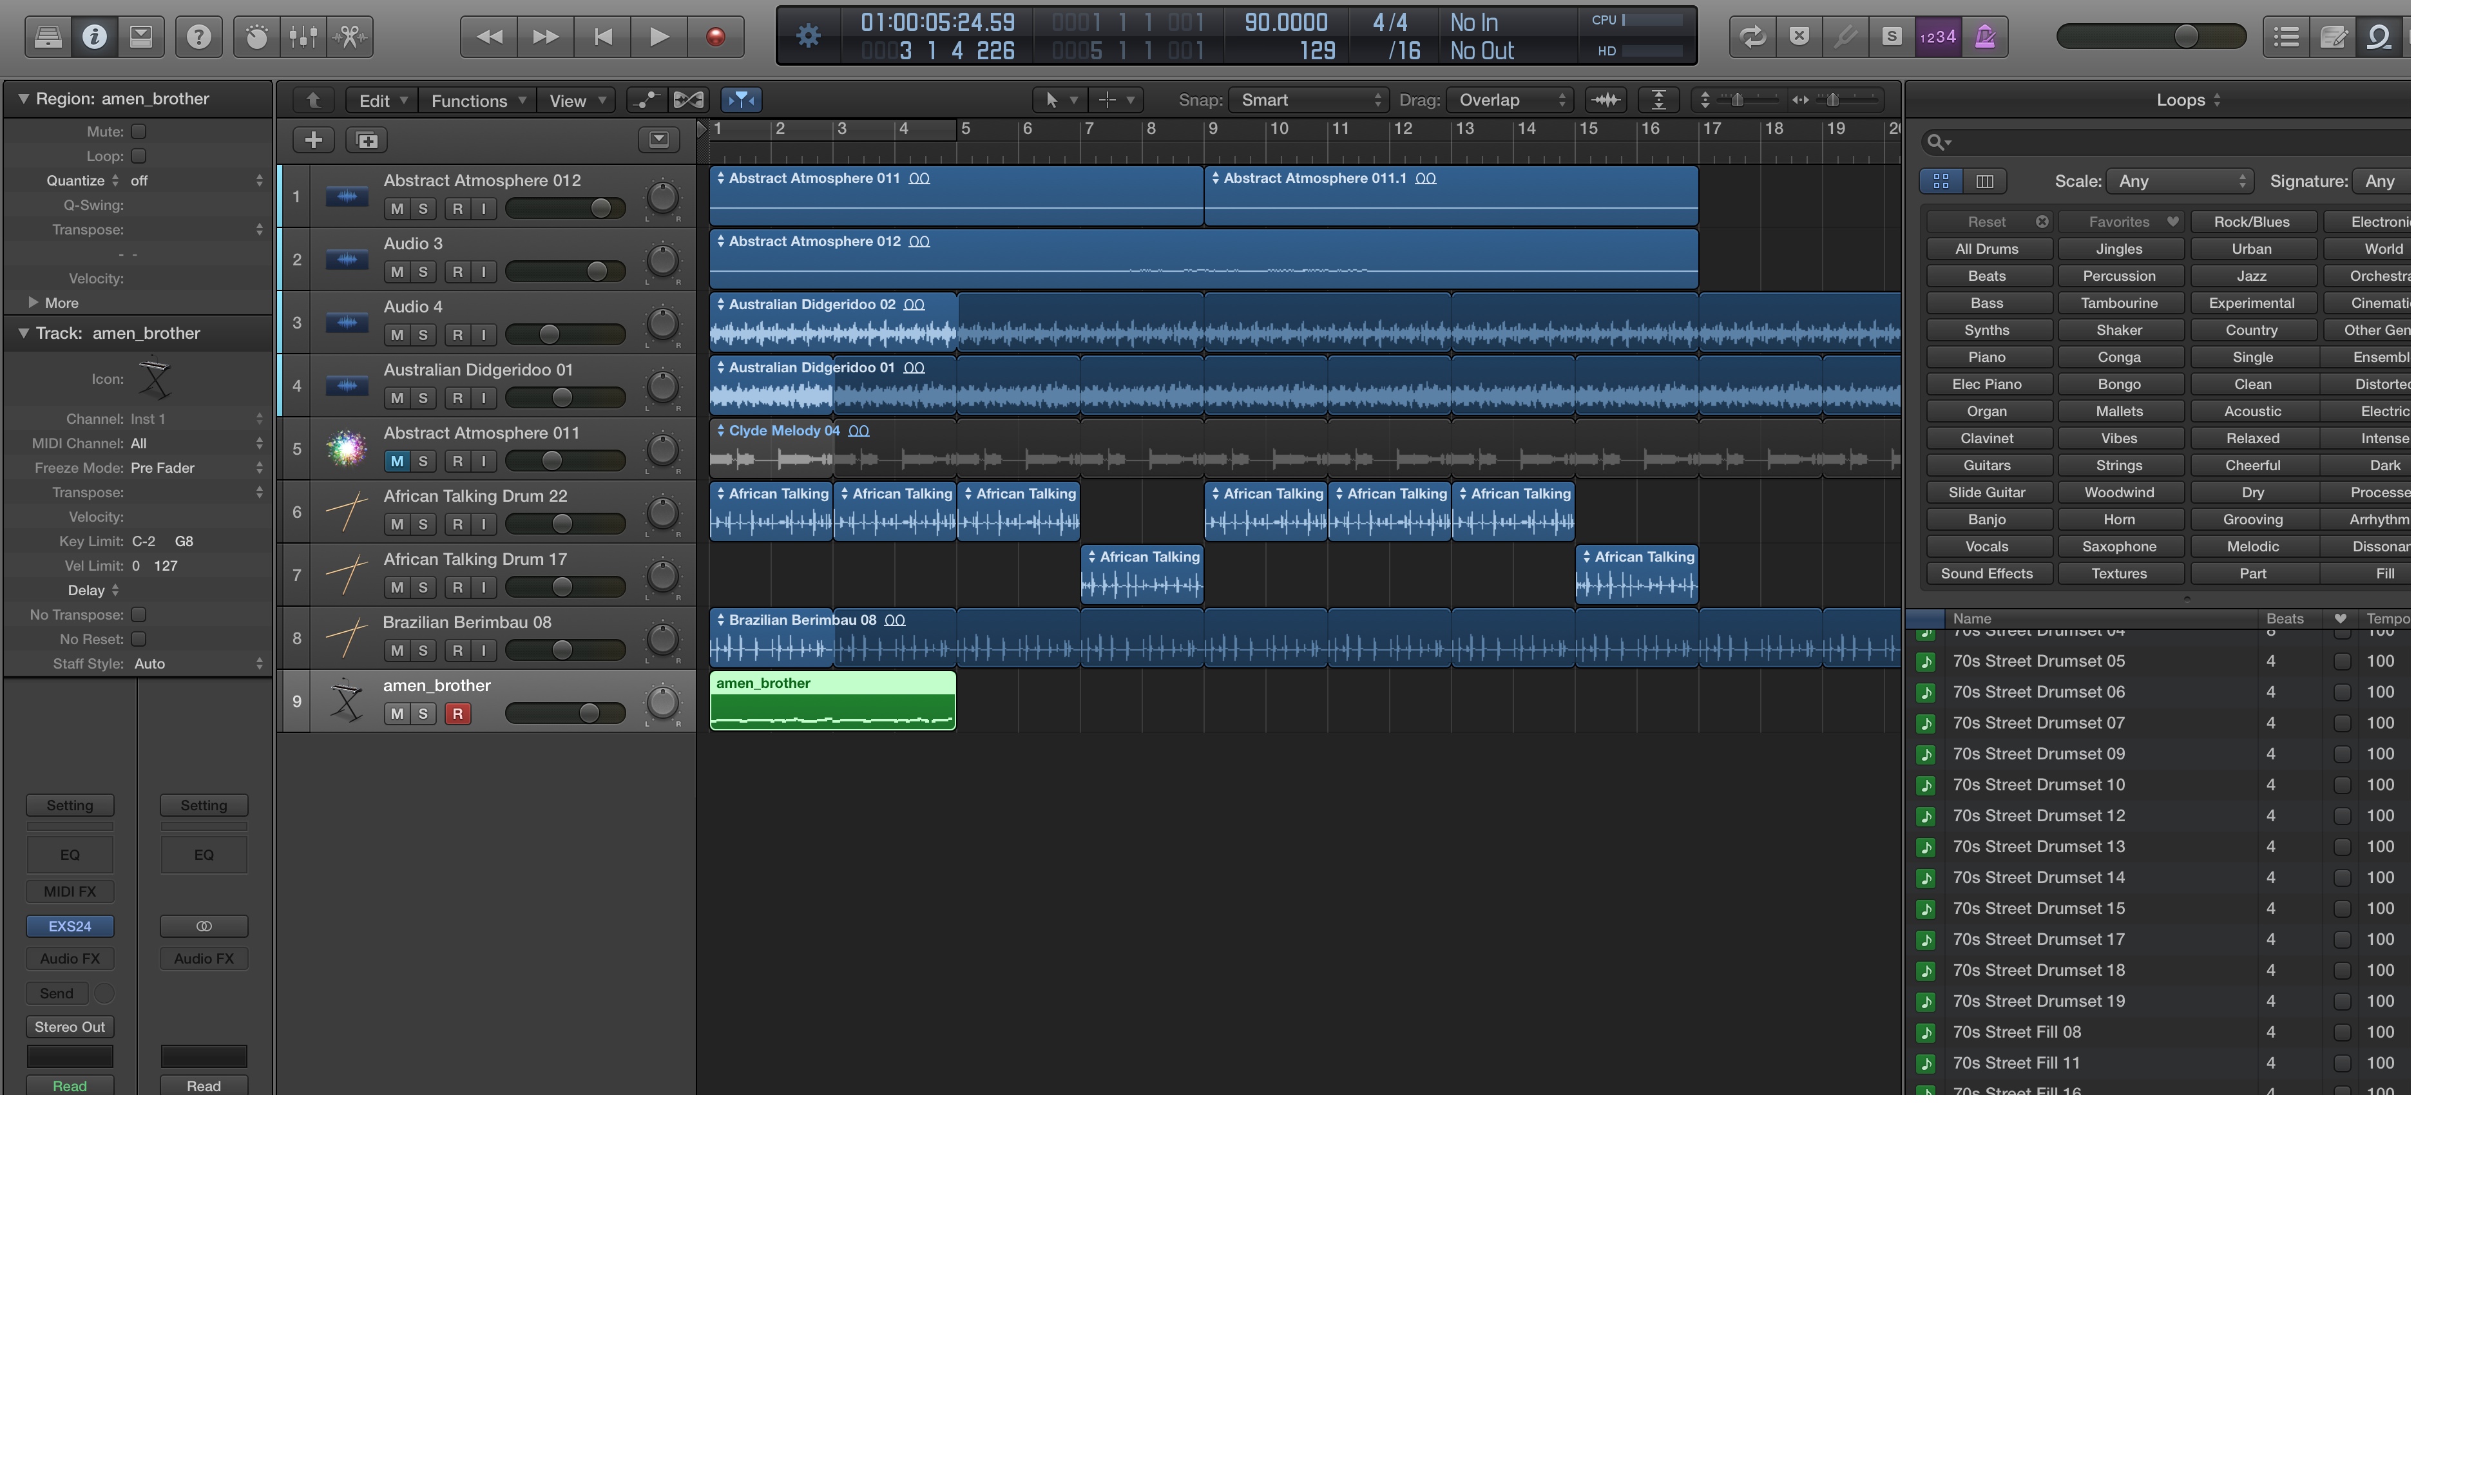 01:00:05:24.59 0001 1 1 001 90.0000 4/4 No In CPU
0003 1 4 226 0005 1 1 001 129 /16 No Out HD
S 1234
Region: amen_brother
Mute:
Loop:
Quantize off
Q-Swing:
Transpose:
- -
Velocity:
More
Track: amen_brother
Icon:
Channel: Inst 1
MIDI Channel: All
Freeze Mode: Pre Fader
Transpose:
Velocity:
Key Limit: C-2 G8
Vel Limit: 0 127
Delay
No Transpose:
No Reset:
Staff Style: Auto
Setting Setting
EQ EQ
MIDI FX
EXS24
Audio FX Audio FX
Send
Stereo Out
Read Read
Edit Functions View Snap: Smart Drag: Overlap
1 2 3 4 5 6 7 8 9 10 11 12 13 14 15 16 17 18 19
1 Abstract Atmosphere 012
M S R I L R
Abstract Atmosphere 011 Abstract Atmosphere 011.1
2 Audio 3
M S R I L R
Abstract Atmosphere 012
3 Audio 4
M S R I L R
Australian Didgeridoo 02
4 Australian Didgeridoo 01
M S R I L R
Australian Didgeridoo 01
5 Abstract Atmosphere 011
M S R I L R
Clyde Melody 04
6 African Talking Drum 22
M S R I L R
African Talking African Talking African Talking African Talking African Talking African Talking
7 African Talking Drum 17
M S R I L R
African Talking African Talking
8 Brazilian Berimbau 08
M S R I L R
Brazilian Berimbau 08
9 amen_brother
M S R L R
amen_brother
Loops
Scale: Any Signature: Any
Reset Favorites Rock/Blues Electroni
All Drums Jingles Urban World
Beats Percussion Jazz Orchestra
Bass Tambourine Experimental Cinemati
Synths Shaker Country Other Gen
Piano Conga Single Ensembl
Elec Piano Bongo Clean Distorted
Organ Mallets Acoustic Electric
Clavinet Vibes Relaxed Intense
Guitars Strings Cheerful Dark
Slide Guitar Woodwind Dry Processe
Banjo Horn Grooving Arrhythm
Vocals Saxophone Melodic Dissonan
Sound Effects Textures Part Fill
Name Beats Tempo
70s Street Drumset 04 8 100
70s Street Drumset 05 4 100
70s Street Drumset 06 4 100
70s Street Drumset 07 4 100
70s Street Drumset 09 4 100
70s Street Drumset 10 4 100
70s Street Drumset 12 4 100
70s Street Drumset 13 4 100
70s Street Drumset 14 4 100
70s Street Drumset 15 4 100
70s Street Drumset 17 4 100
70s Street Drumset 18 4 100
70s Street Drumset 19 4 100
70s Street Fill 08 4 100
70s Street Fill 11 4 100
70s Street Fill 16 4 100